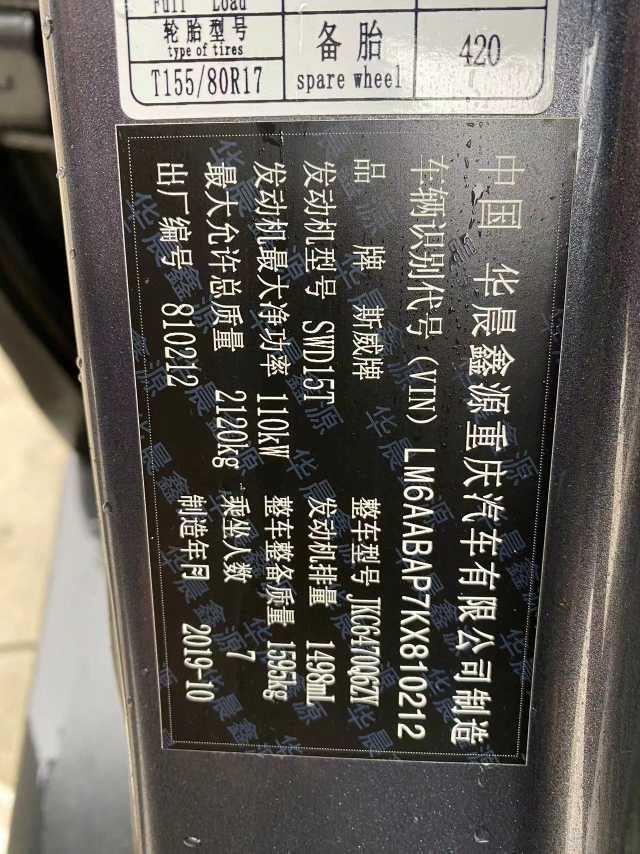 Full Load
轮胎型号
type of tires
备胎
spare wheel
420
T155/80R17
中国 华晨鑫源重庆汽车有限公司制造
车辆识别代号(VIN) LM6AABAP7KX810212
品牌 斯威牌 整车型号
发动机型号 SWD15T 发动机排量 1498mL
发动机最大净功率 110kW 整车整备质量 1595kg
最大允许总质量 2120kg 乘坐人数 7
出厂编号 810212 制造年月 2019-10